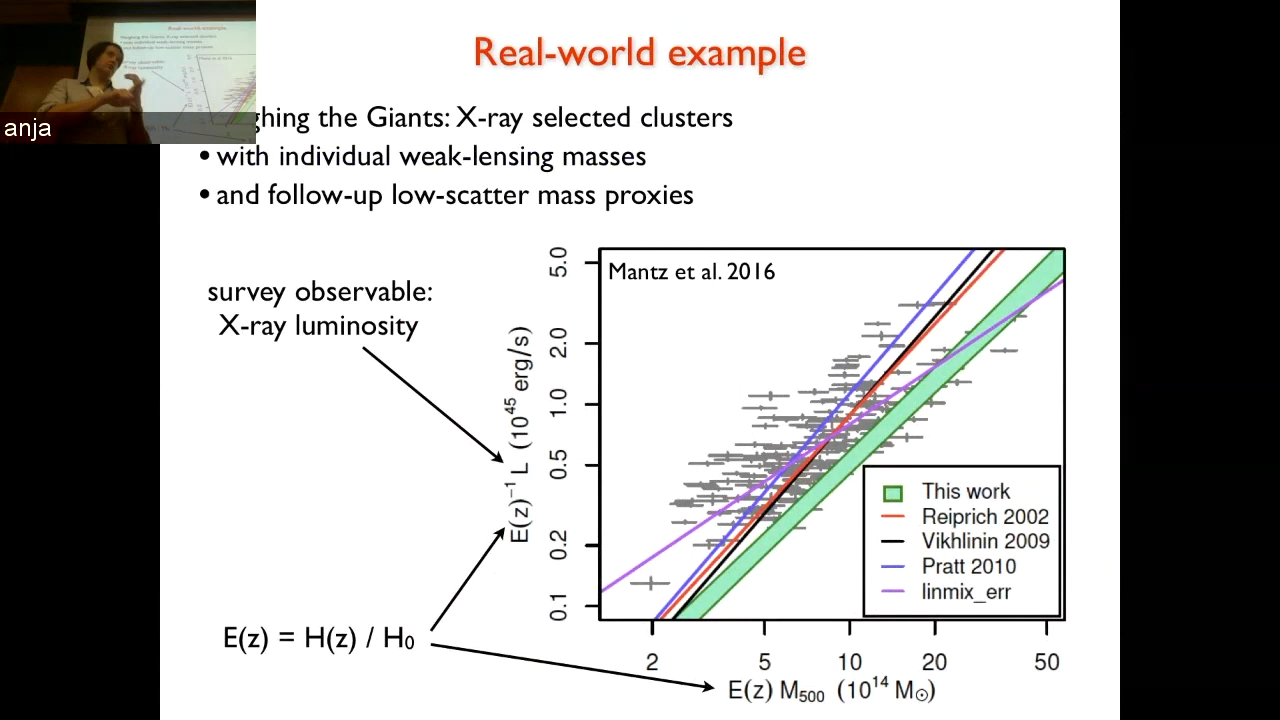 Real-world example
ghing the Giants: X-ray selected clusters
anja
• with individual weak-lensing masses
• and follow-up low-scatter mass proxies
survey observable:
X-ray luminosity
Mantz et al. 2016
E(z)⁻¹ L (10⁴⁵ erg/s)
5.0
2.0
1.0
0.5
0.2
0.1
This work
Reiprich 2002
Vikhlinin 2009
Pratt 2010
linmix_err
E(z) = H(z) / H₀
2 5 10 20 50
E(z) M₅₀₀ (10¹⁴ M☉)